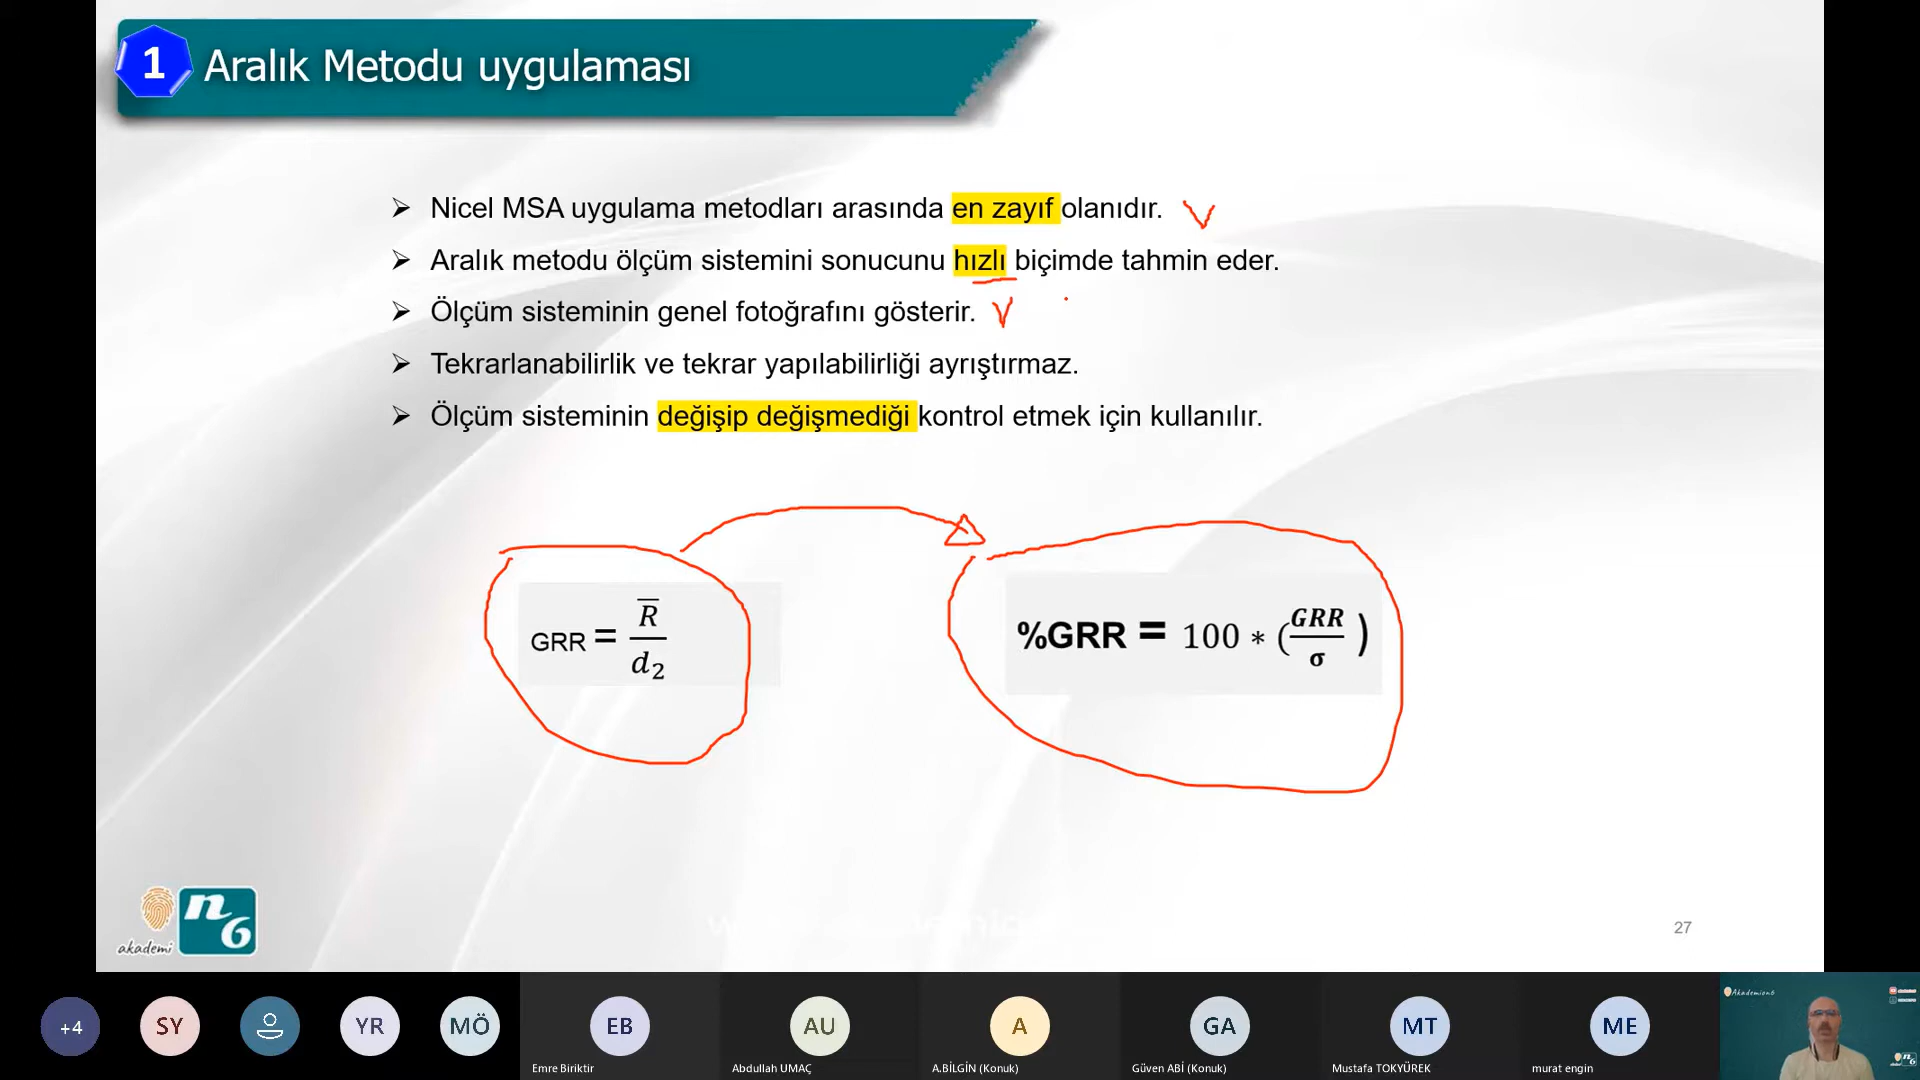 1
Aralık Metodu uygulaması
➢ Nicel MSA uygulama metodları arasında en zayıf olanıdır.
➢ Aralık metodu ölçüm sistemini sonucunu hızlı biçimde tahmin eder.
➢ Ölçüm sisteminin genel fotoğrafını gösterir.
➢ Tekrarlanabilirlik ve tekrar yapılabilirliği ayrıştırmaz.
➢ Ölçüm sisteminin değişip değişmediği kontrol etmek için kullanılır.
GRR = R̅ / d₂
%GRR = 100 * (GRR / σ)
n6
akademi
27
+4
SY
YR
MÖ
EB
AU
A
GA
MT
ME
Emre Biriktir
Abdullah UMAÇ
A.BİLGİN (Konuk)
Güven ABİ (Konuk)
Mustafa TOKYÜREK
murat engin